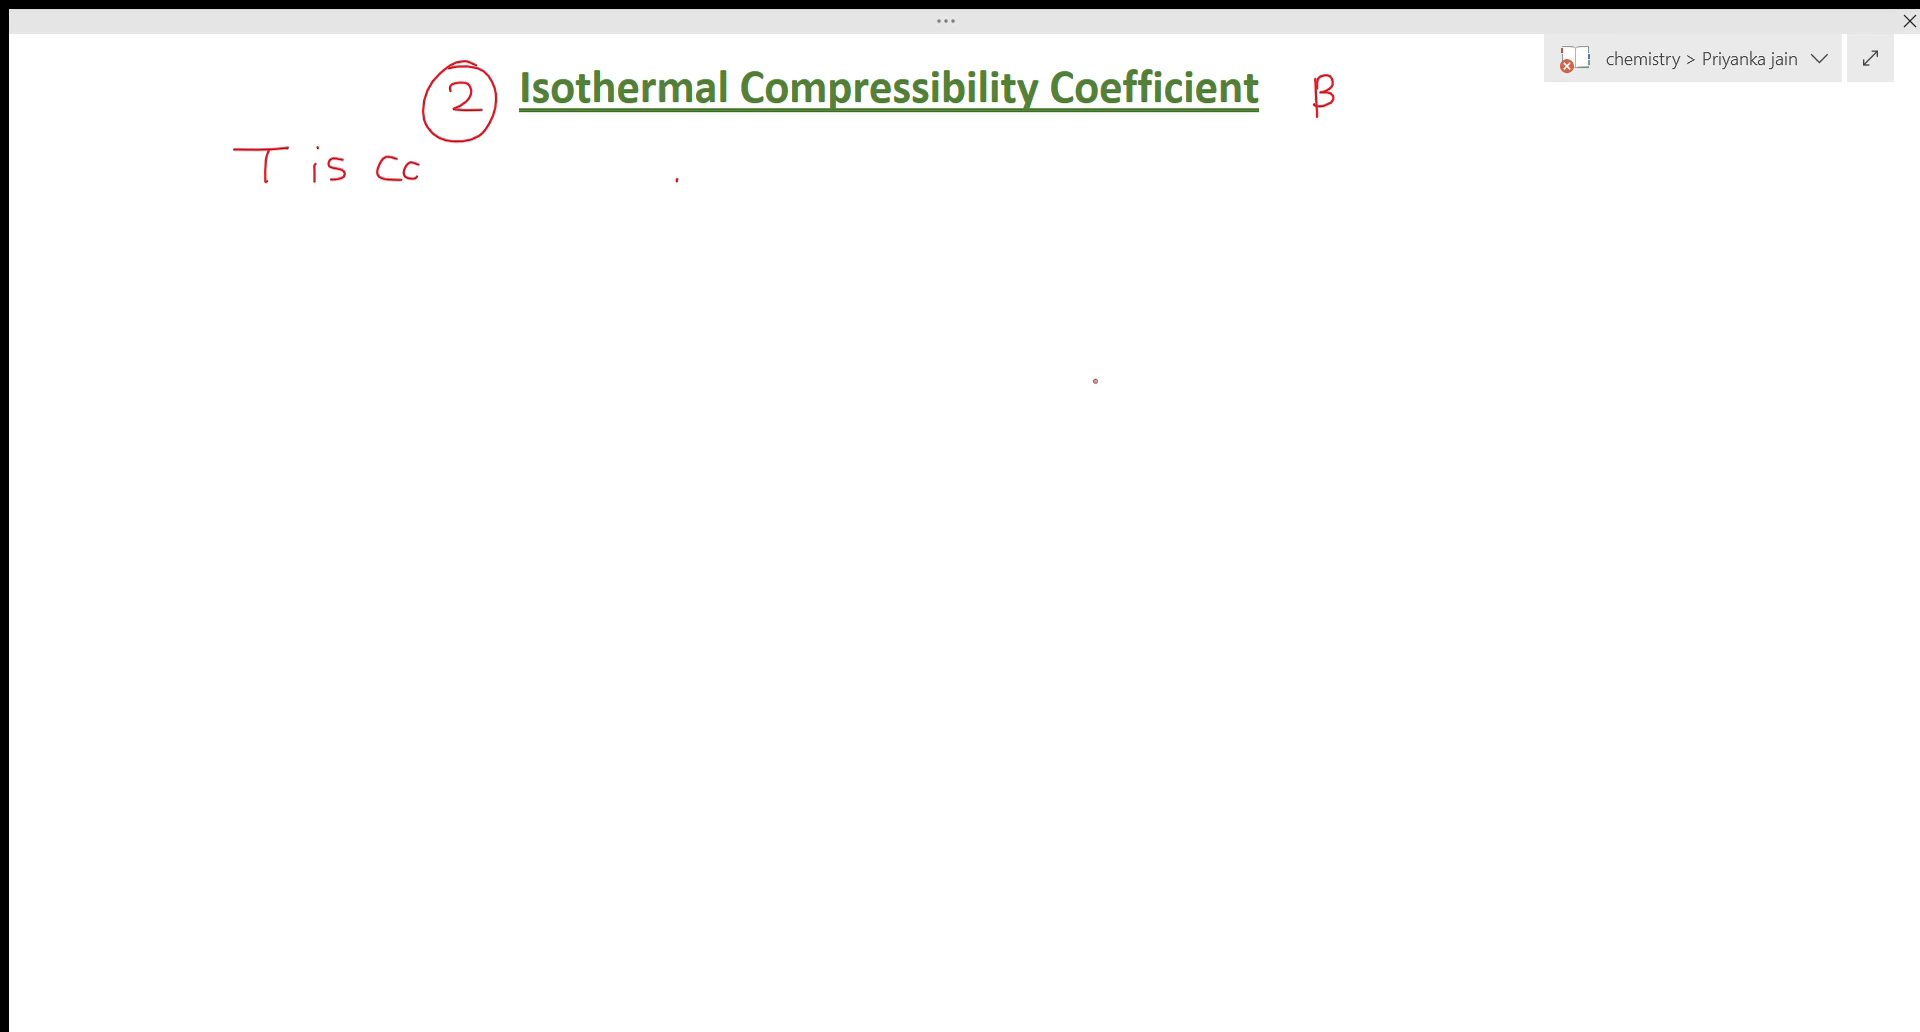 chemistry > Priyanka jain
2 Isothermal Compressibility Coefficient β
T is cc